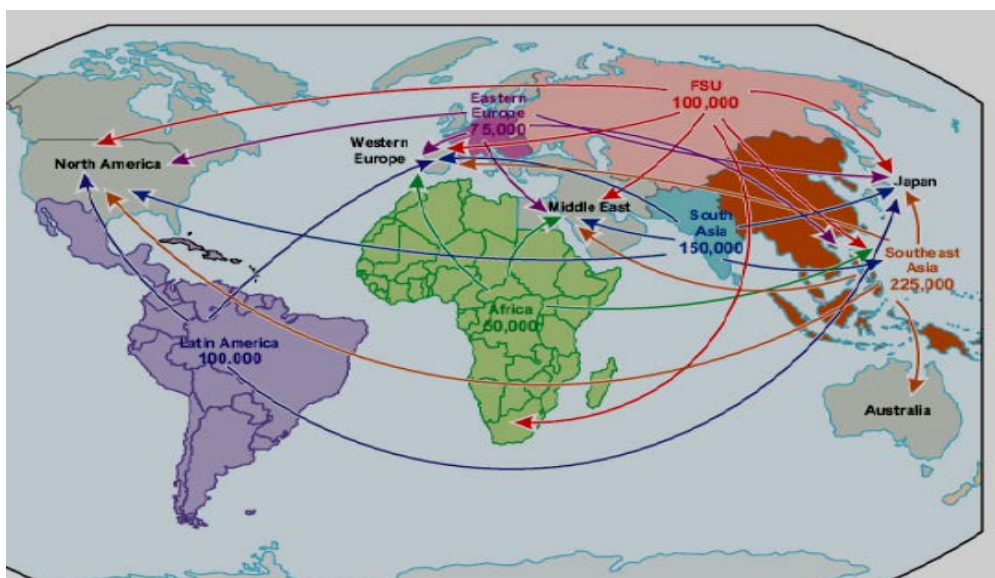 FSU
100,000
Eastern
Europe
75,000
Western
Europe
North America
Middle East
Japan
South
Asia
150,000
Southeast
Asia
225,000
Africa
50,000
Latin America
100,000
Australia